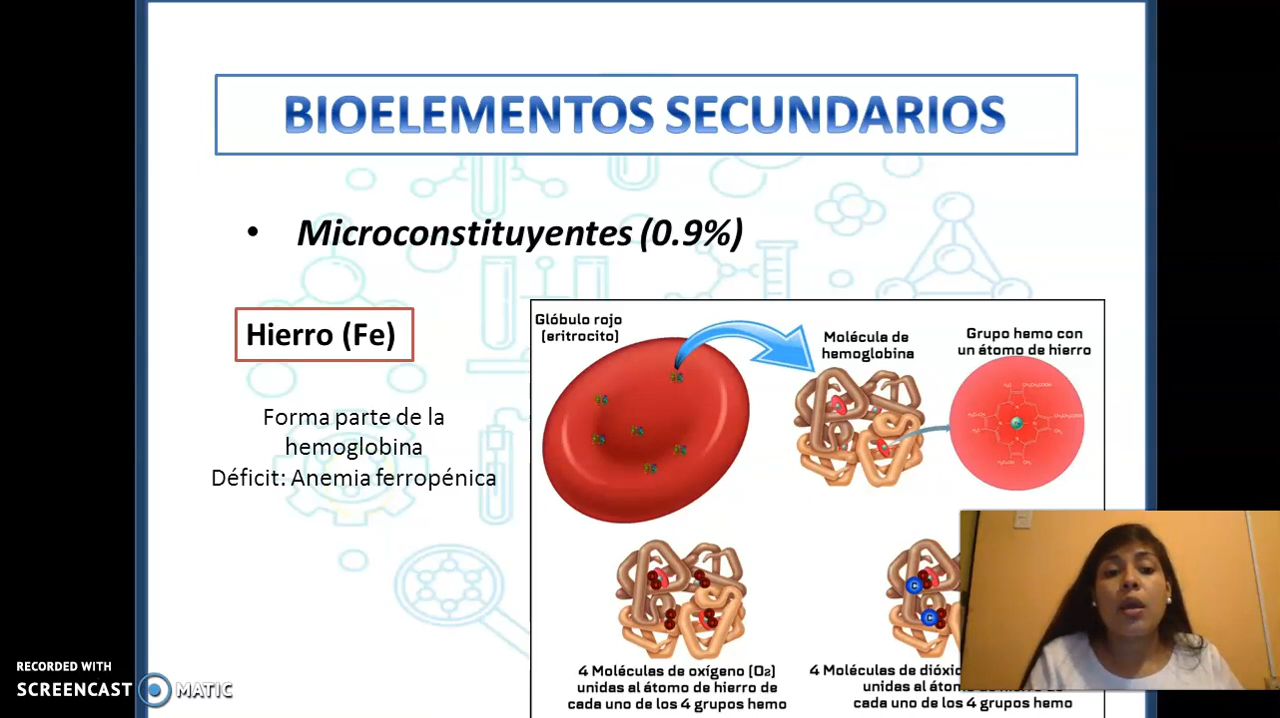 BIOELEMENTOS SECUNDARIOS
• Microconstituyentes (0.9%)
Hierro (Fe)
Forma parte de la
hemoglobina
Déficit: Anemia ferropénica
Glóbulo rojo
(eritrocito)
Molécula de
hemoglobina
Grupo hemo con
un átomo de hierro
4 Moléculas de oxígeno (O₂)
unidas al átomo de hierro de
cada uno de los 4 grupos hemo
4 Moléculas de
unidas al
cada uno de los 4 grupos hemo
RECORDED WITH
SCREENCAST MATIC